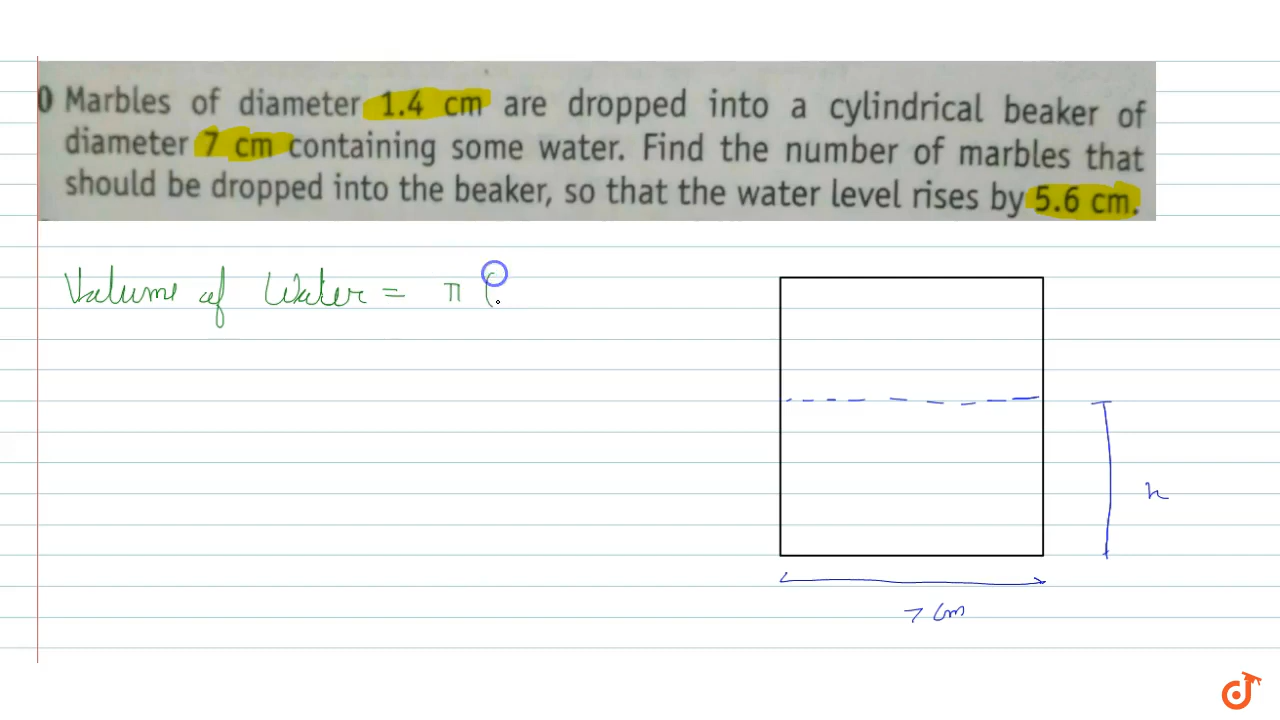 0 Marbles of diameter 1.4 cm are dropped into a cylindrical beaker of
diameter 7 cm containing some water. Find the number of marbles that
should be dropped into the beaker, so that the water level rises by 5.6 cm.
Volume of Water = π (
h
7 cm